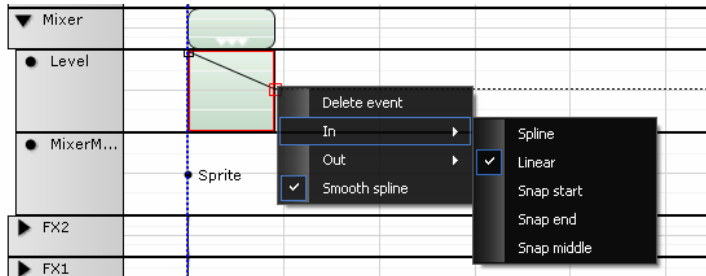 Mixer
Level
MixerM...
Sprite
FX2
FX1
Delete event
In
Out
Smooth spline
Spline
Linear
Snap start
Snap end
Snap middle